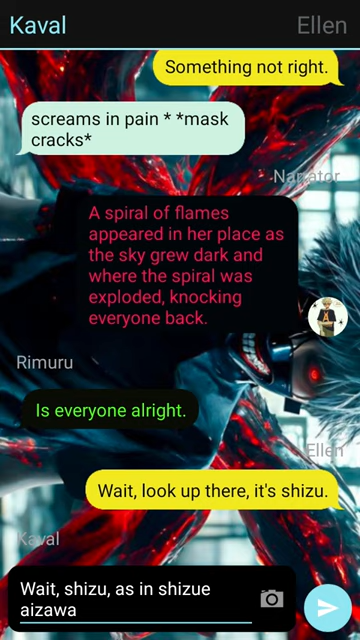 Kaval Ellen
Something not right.
screams in pain * *mask
cracks*
Narrator
A spiral of flames
appeared in her place as
the sky grew dark and
where the spiral was
exploded, knocking
everyone back.
Rimuru
Is everyone alright.
Ellen
Wait, look up there, it's shizu.
Kaval
Wait, shizu, as in shizue
aizawa